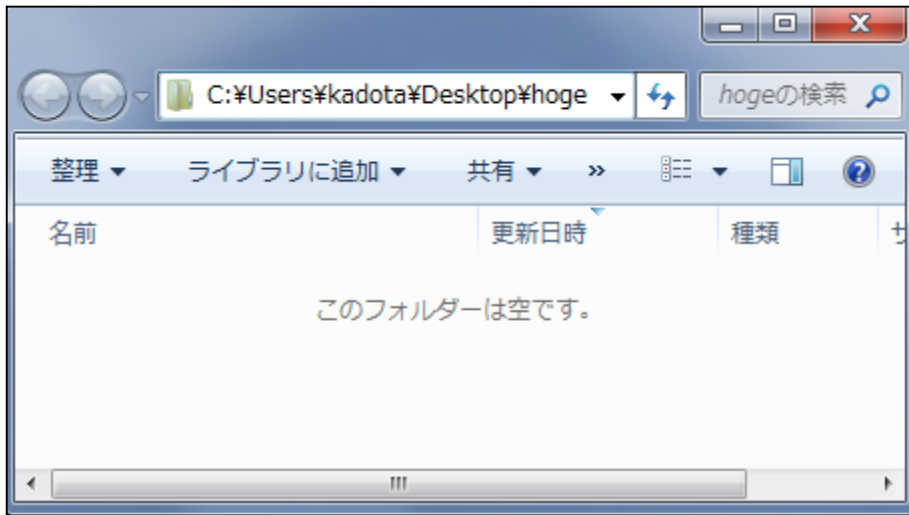 C:¥Users¥kadota¥Desktop¥hoge hogeの検索
整理 ライブラリに追加 共有 »
名前 更新日時 種類 サ
このフォルダーは空です。